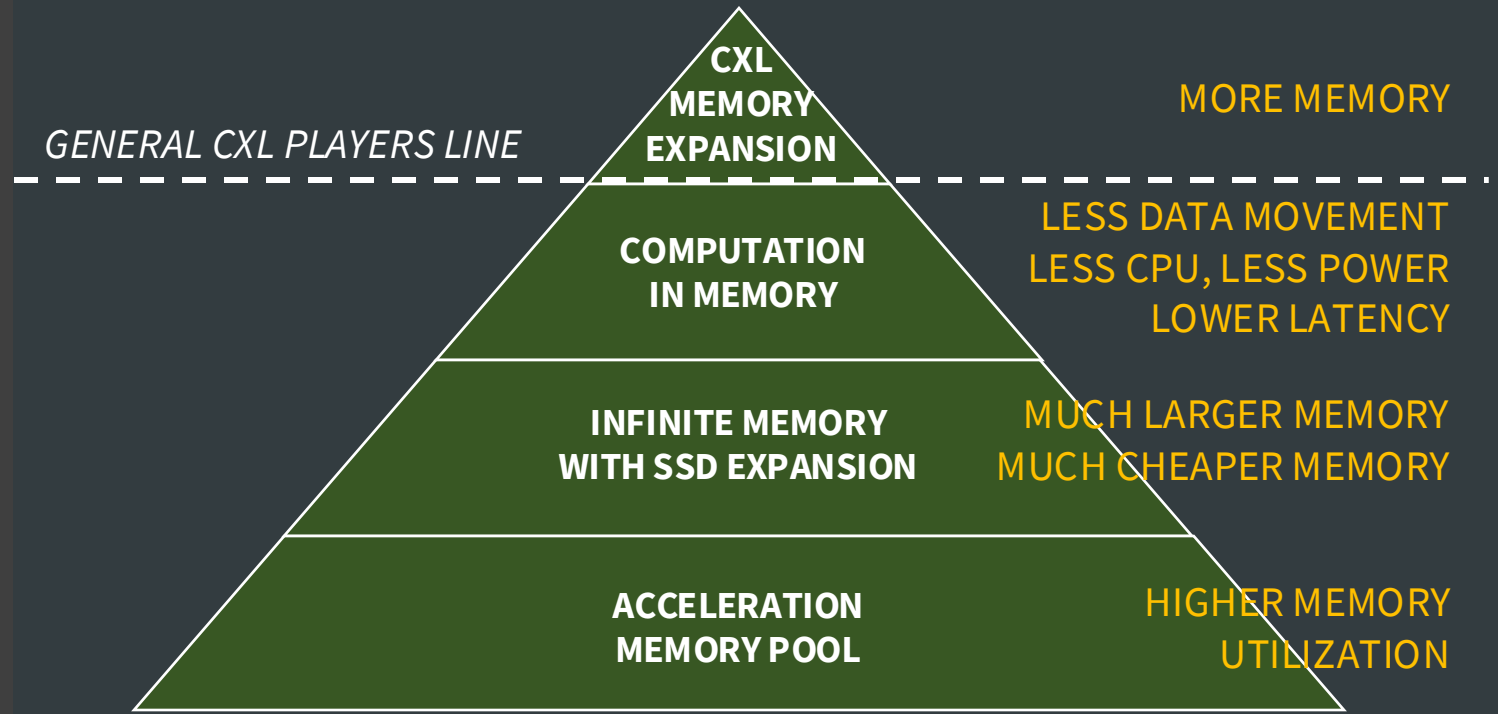 CXL
MEMORY
EXPANSION
MORE MEMORY
GENERAL CXL PLAYERS LINE
COMPUTATION
IN MEMORY
LESS DATA MOVEMENT
LESS CPU, LESS POWER
LOWER LATENCY
INFINITE MEMORY
WITH SSD EXPANSION
MUCH LARGER MEMORY
MUCH CHEAPER MEMORY
ACCELERATION
MEMORY POOL
HIGHER MEMORY
UTILIZATION